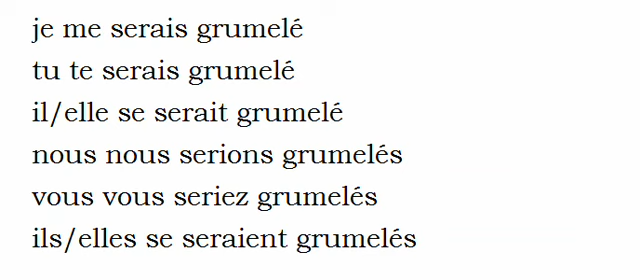 je me serais grumelé
tu te serais grumelé
il/elle se serait grumelé
nous nous serions grumelés
vous vous seriez grumelés
ils/elles se seraient grumelés